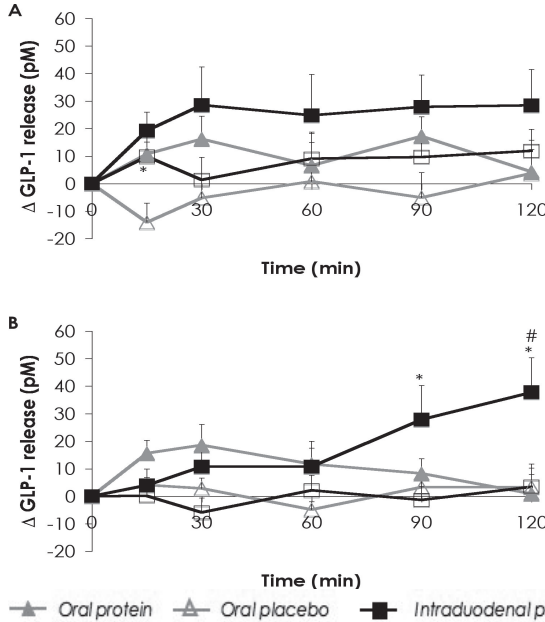 A
Δ GLP-1 release (pM)
60
50
40
30
20
10
0
-10
-20
*
0 30 60 90 120
Time (min)
B
Δ GLP-1 release (pM)
60
50
40
30
20
10
0
-10
-20
*
#
*
0 30 60 90 120
Time (min)
Oral protein Oral placebo Intraduodenal p